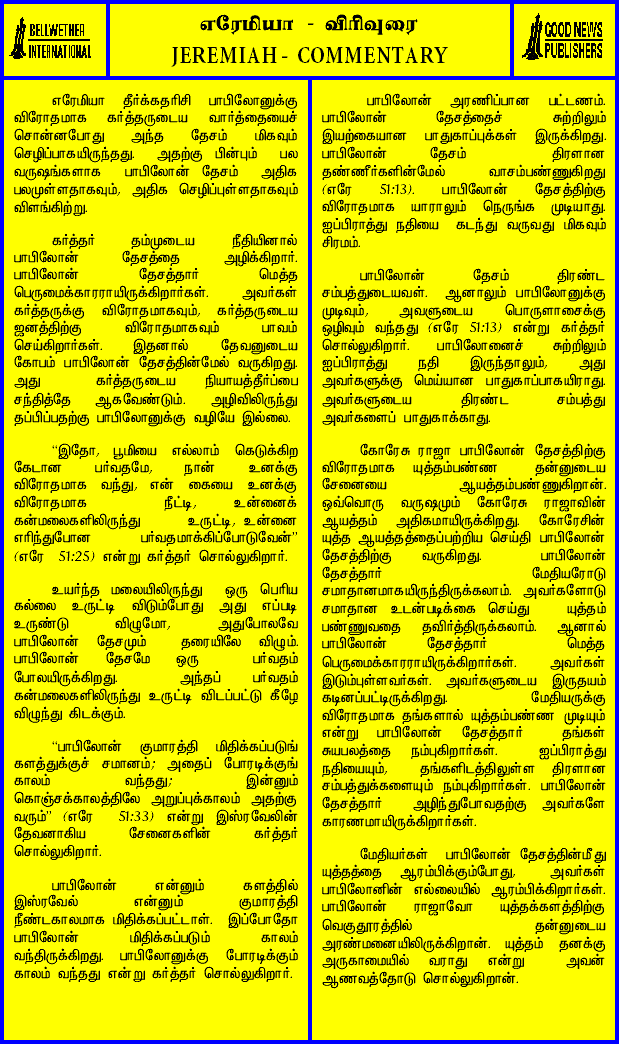 BELLWETHER
INTERNATIONAL
எரேமியா - விரிவுரை
JEREMIAH - COMMENTARY
GOOD NEWS
PUBLISHERS
எரேமியா தீர்க்கதரிசி பாபிலோனுக்கு
விரோதமாக கர்த்தருடைய வார்த்தையைச்
சொன்னபோது அந்த தேசம் மிகவும்
செழிப்பாகயிருந்தது. அதற்கு பின்பும் பல
வருஷங்களாக பாபிலோன் தேசம் அதிக
பலமுள்ளதாகவும், அதிக செழிப்புள்ளதாகவும்
விளங்கிற்று.
கர்த்தர் தம்முடைய நீதியினால்
பாபிலோன் தேசத்தை அழிக்கிறார்.
பாபிலோன் தேசத்தார் மெத்த
பெருமைக்காரராயிருக்கிறார்கள். அவர்கள்
கர்த்தருக்கு விரோதமாகவும், கர்த்தருடைய
ஜனத்திற்கு விரோதமாகவும் பாவம்
செய்கிறார்கள். இதனால் தேவனுடைய
கோபம் பாபிலோன் தேசத்தின்மேல் வருகிறது.
அது கர்த்தருடைய நியாயத்தீர்ப்பை
சந்தித்தே ஆகவேண்டும். அழிவிலிருந்து
தப்பிப்பதற்கு பாபிலோனுக்கு வழியே இல்லை.
“இதோ, பூமியை எல்லாம் கெடுக்கிற
கேடான பர்வதமே, நான் உனக்கு
விரோதமாக வந்து, என் கையை உனக்கு
விரோதமாக நீட்டி, உன்னைக்
கன்மலைகளிலிருந்து உருட்டி, உன்னை
எரிந்துபோன பர்வதமாக்கிப்போடுவேன்”
(எரே 51:25) என்று கர்த்தர் சொல்லுகிறார்.
உயர்ந்த மலையிலிருந்து ஒரு பெரிய
கல்லை உருட்டி விடும்போது அது எப்படி
உருண்டு விழுமோ, அதுபோலவே
பாபிலோன் தேசமும் தரையிலே விழும்.
பாபிலோன் தேசமே ஒரு பர்வதம்
போலயிருக்கிறது. அந்தப் பர்வதம்
கன்மலைகளிலிருந்து உருட்டி விடப்பட்டு கீழே
விழுந்து கிடக்கும்.
“பாபிலோன் குமாரத்தி மிதிக்கப்படுங்
களத்துக்குச் சமானம்; அதைப் போரடிக்குங்
காலம் வந்தது; இன்னும்
கொஞ்சக்காலத்திலே அறுப்புக்காலம் அதற்கு
வரும்” (எரே 51:33) என்று இஸ்ரவேலின்
தேவனாகிய சேனைகளின் கர்த்தர்
சொல்லுகிறார்.
பாபிலோன் என்னும் களத்தில்
இஸ்ரவேல் என்னும் குமாரத்தி
நீண்டகாலமாக மிதிக்கப்பட்டாள். இப்போதோ
பாபிலோன் மிதிக்கப்படும் காலம்
வந்திருக்கிறது. பாபிலோனுக்கு போரடிக்கும்
காலம் வந்தது என்று கர்த்தர் சொல்லுகிறார்.
பாபிலோன் அரணிப்பான பட்டணம்.
பாபிலோன் தேசத்தைச் சுற்றிலும்
இயற்கையான பாதுகாப்புக்கள் இருக்கிறது.
பாபிலோன் தேசம் திரளான
தண்ணீர்களின்மேல் வாசம்பண்ணுகிறது
(எரே 51:13). பாபிலோன் தேசத்திற்கு
விரோதமாக யாராலும் நெருங்க முடியாது.
ஐப்பிராத்து நதியை கடந்து வருவது மிகவும்
சிரமம்.
பாபிலோன் தேசம் திரண்ட
சம்பத்துடையவள். ஆனாலும் பாபிலோனுக்கு
முடிவும், அவளுடைய பொருளாசைக்கு
ஒழிவும் வந்தது (எரே 51:13) என்று கர்த்தர்
சொல்லுகிறார். பாபிலோனைச் சுற்றிலும்
ஐப்பிராத்து நதி இருந்தாலும், அது
அவர்களுக்கு மெய்யான பாதுகாப்பாகயிராது.
அவர்களுடைய திரண்ட சம்பத்து
அவர்களைப் பாதுகாக்காது.
கோரேசு ராஜா பாபிலோன் தேசத்திற்கு
விரோதமாக யுத்தம்பண்ண தன்னுடைய
சேனையை ஆயத்தம்பண்ணுகிறான்.
ஒவ்வொரு வருஷமும் கோரேசு ராஜாவின்
ஆயத்தம் அதிகமாயிருக்கிறது. கோரேசின்
யுத்த ஆயத்தத்தைப்பற்றிய செய்தி பாபிலோன்
தேசத்திற்கு வருகிறது. பாபிலோன்
தேசத்தார் மேதியரோடு
சமாதானமாகயிருந்திருக்கலாம். அவர்களோடு
சமாதான உடன்படிக்கை செய்து யுத்தம்
பண்ணுவதை தவிர்த்திருக்கலாம். ஆனால்
பாபிலோன் தேசத்தார் மெத்த
பெருமைக்காரராயிருக்கிறார்கள். அவர்கள்
இடும்புள்ளவர்கள். அவர்களுடைய இருதயம்
கடினப்பட்டிருக்கிறது. மேதியருக்கு
விரோதமாக தங்களால் யுத்தம்பண்ண முடியும்
என்று பாபிலோன் தேசத்தார் தங்கள்
சுயபலத்தை நம்புகிறார்கள். ஐப்பிராத்து
நதியையும், தங்களிடத்திலுள்ள திரளான
சம்பத்துக்களையும் நம்புகிறார்கள். பாபிலோன்
தேசத்தார் அழிந்துபோவதற்கு அவர்களே
காரணமாயிருக்கிறார்கள்.
மேதியர்கள் பாபிலோன் தேசத்தின்மீது
யுத்தத்தை ஆரம்பிக்கும்போது, அவர்கள்
பாபிலோனின் எல்லையில் ஆரம்பிக்கிறார்கள்.
பாபிலோன் ராஜாவோ யுத்தக்களத்திற்கு
வெகுதூரத்தில் தன்னுடைய
அரண்மனையிலிருக்கிறான். யுத்தம் தனக்கு
அருகாமையில் வராது என்று அவன்
ஆணவத்தோடு சொல்லுகிறான்.